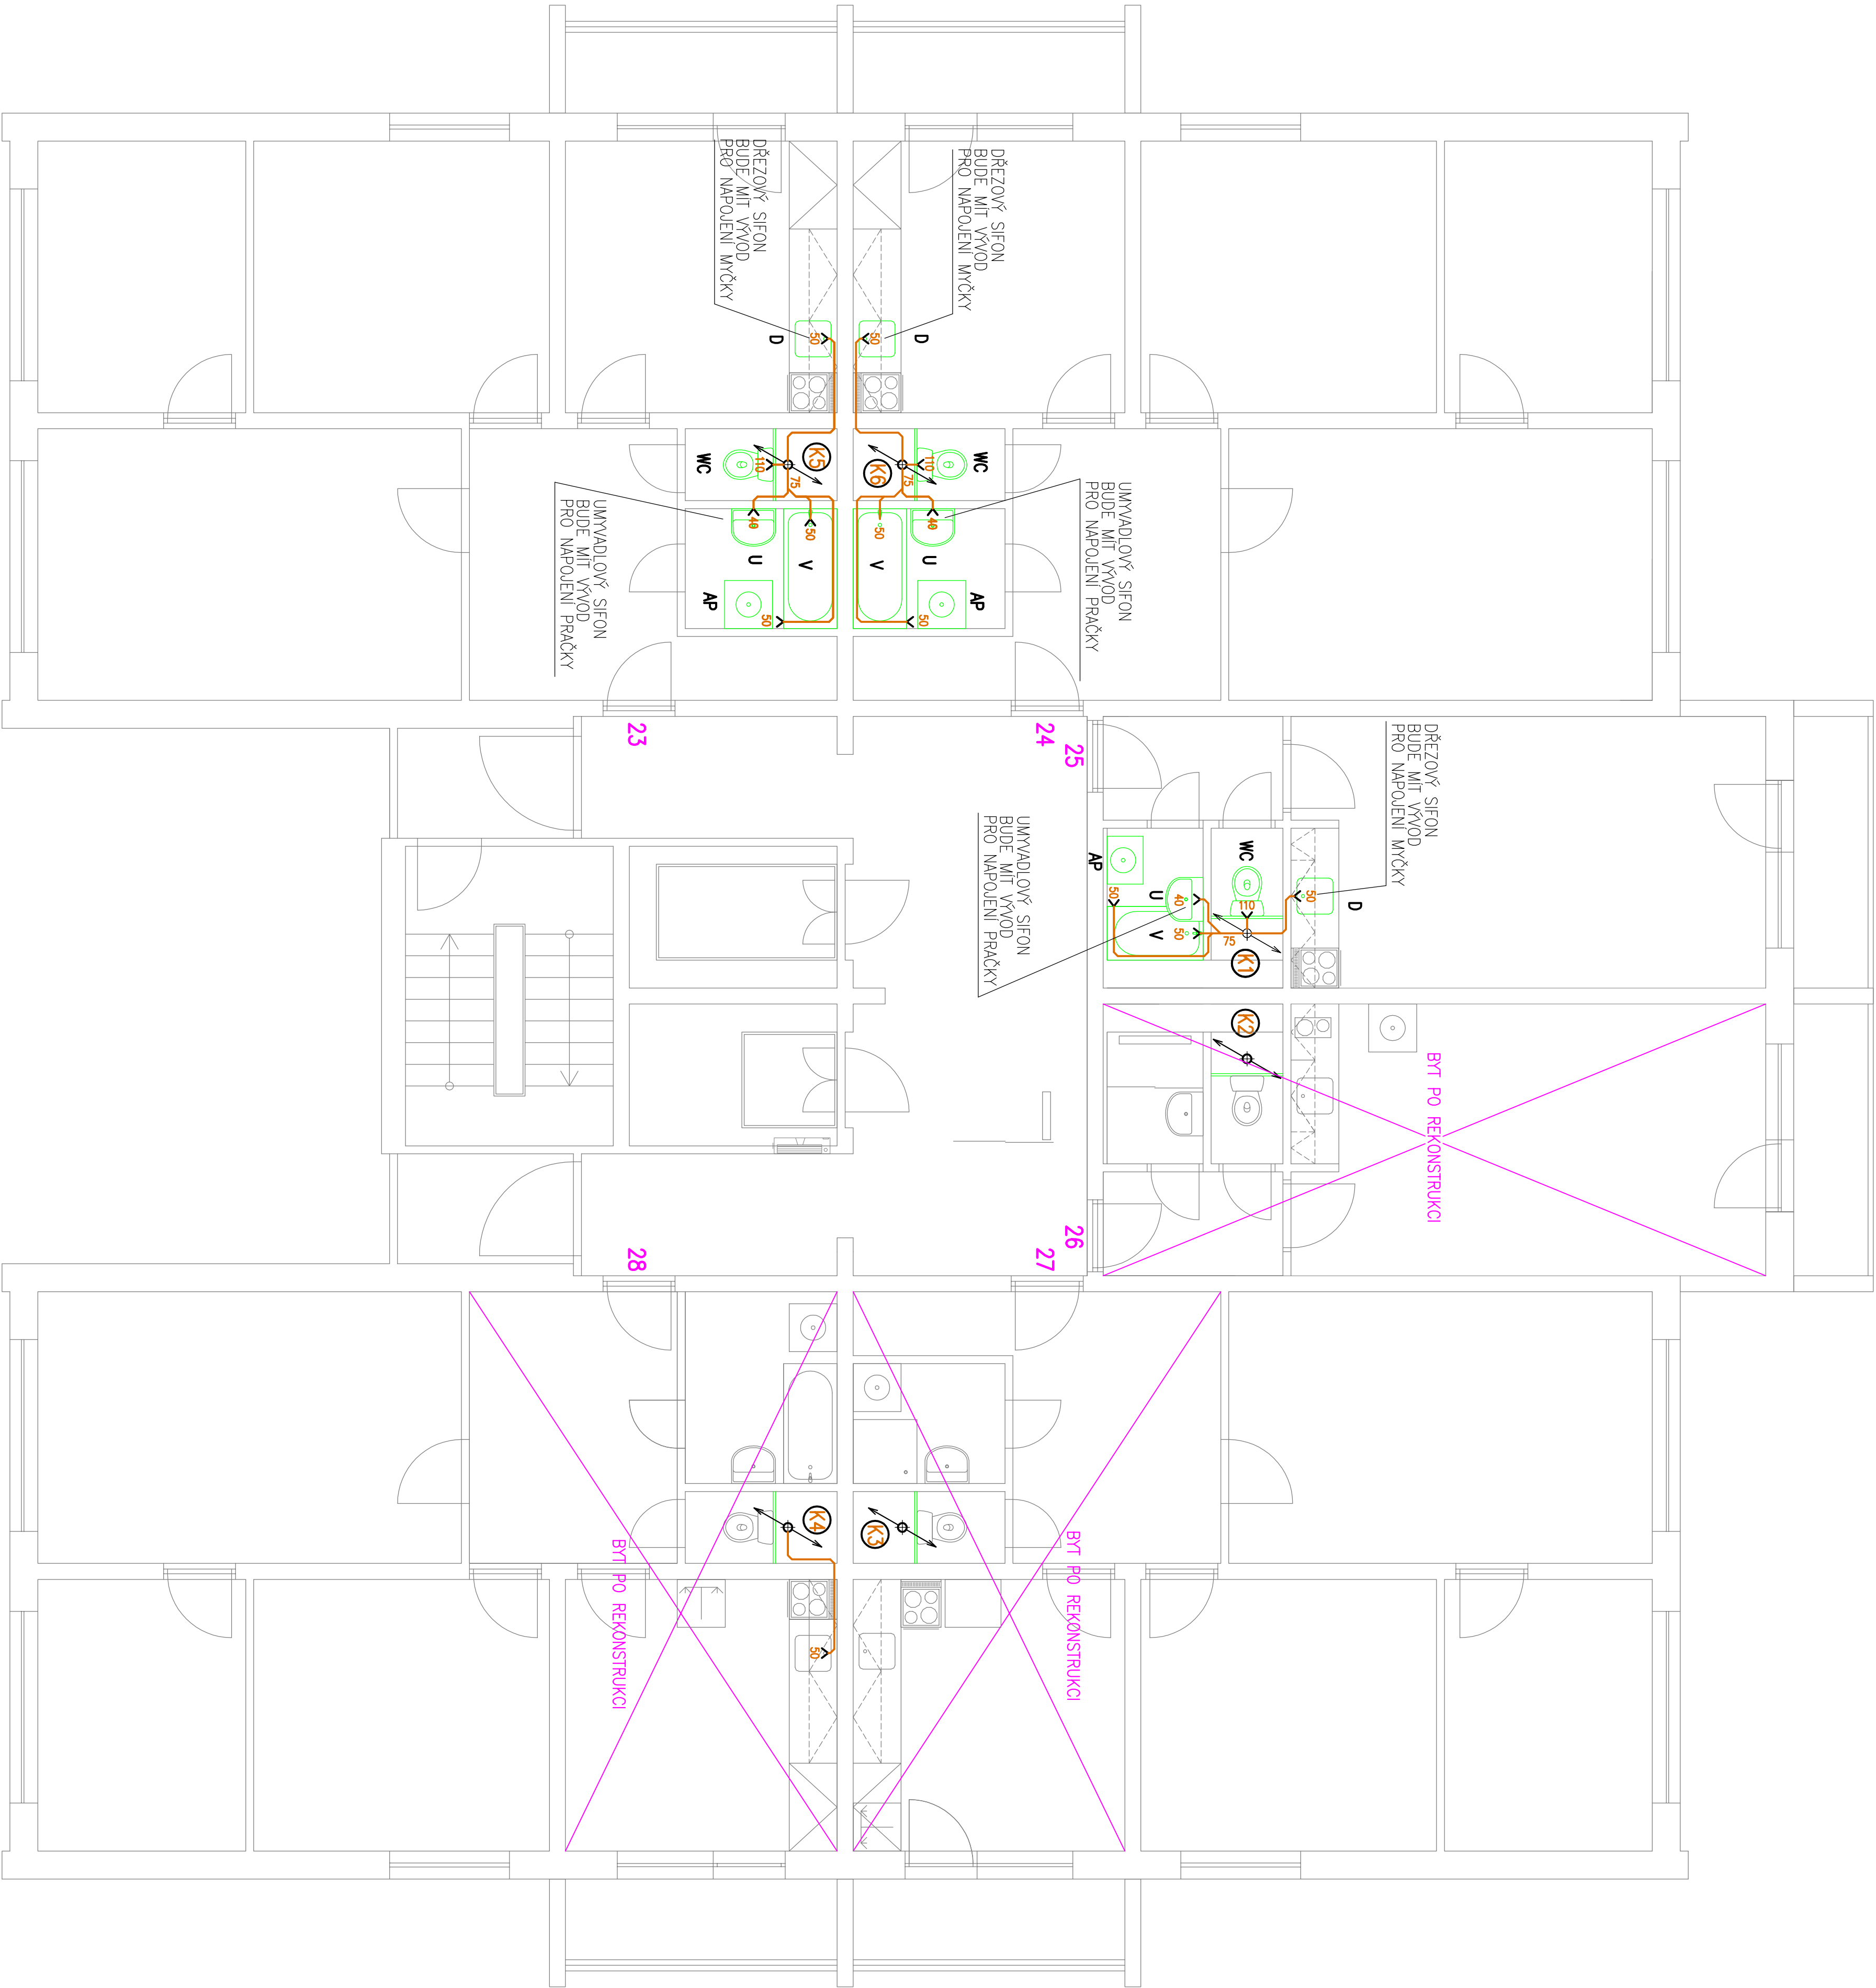 DŘEZOVÝ SIFON
BUDE MÍT VÝVOD
PRO NAPOJENÍ MYČKY
D
50
DŘEZOVÝ SIFON
BUDE MÍT VÝVOD
PRO NAPOJENÍ MYČKY
D
50
WC
110
K5
75
40
50
U
V
AP
50
UMYVADLOVÝ SIFON
BUDE MÍT VÝVOD
PRO NAPOJENÍ PRAČKY
WC
110
K6
75
40
50
U
V
AP
50
UMYVADLOVÝ SIFON
BUDE MÍT VÝVOD
PRO NAPOJENÍ PRAČKY
23
24
25
DŘEZOVÝ SIFON
BUDE MÍT VÝVOD
PRO NAPOJENÍ MYČKY
D
50
WC
110
AP
50
U
40
V
50
75
K1
UMYVADLOVÝ SIFON
BUDE MÍT VÝVOD
PRO NAPOJENÍ PRAČKY
K2
BYT PO REKONSTRUKCI
26
27
28
K4
50
BYT PO REKONSTRUKCI
K3
BYT PO REKONSTRUKCI